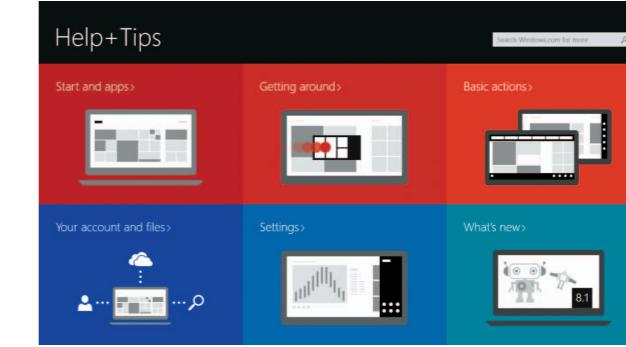 Help+Tips
Search Windows.com for more
Start and apps>
Getting around>
Basic actions>
Your account and files>
Settings>
What's new>
8.1